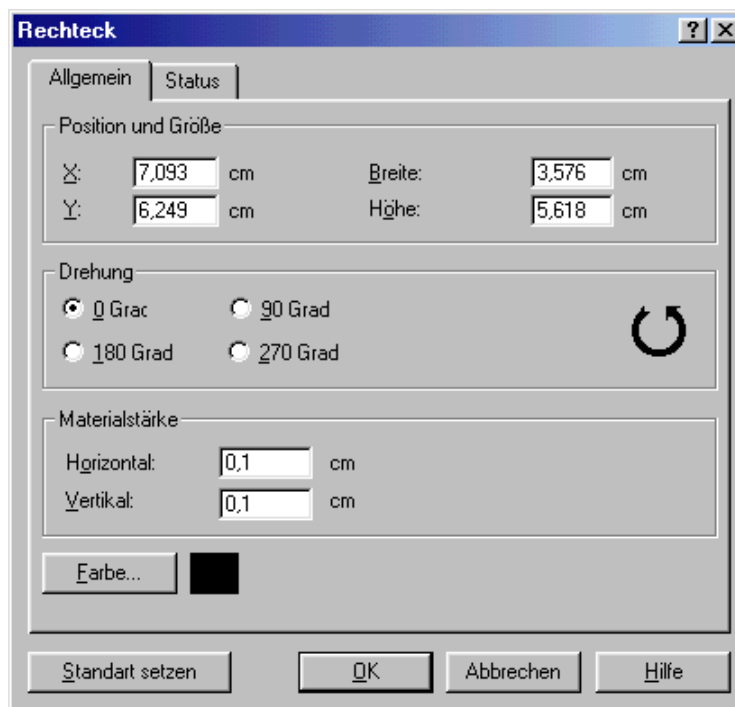 Rechteck
Allgemein Status
Position und Größe
X: 7,093 cm Breite: 3,576 cm
Y: 6,249 cm Höhe: 5,618 cm
Drehung
0 Grac 90 Grad
180 Grad 270 Grad
Materialstärke
Horizontal: 0,1 cm
Vertikal: 0,1 cm
Farbe...
Standart setzen OK Abbrechen Hilfe